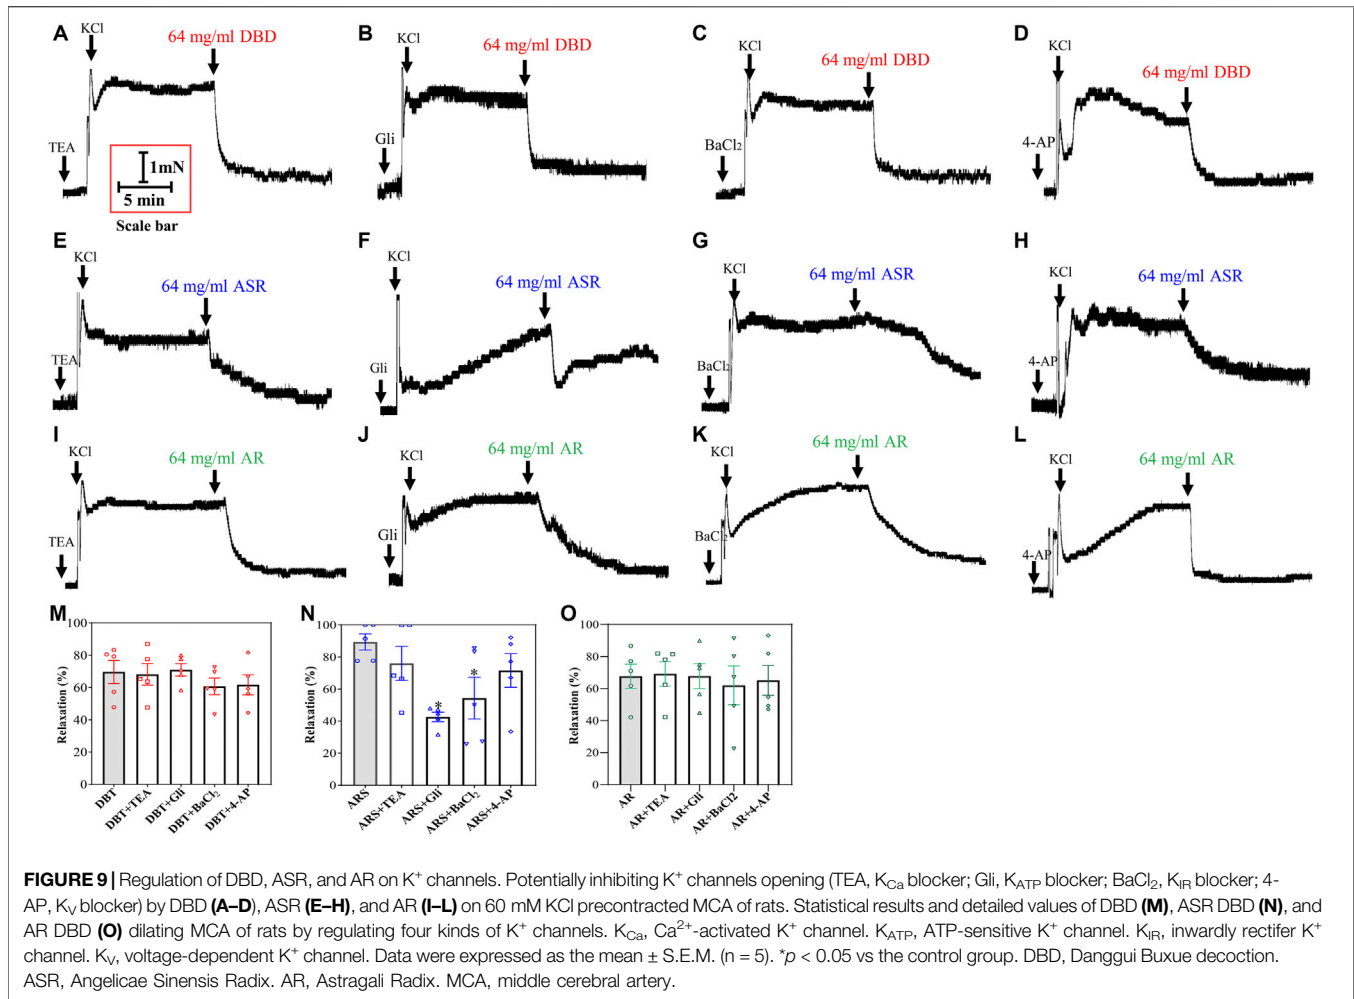 A
KCl
64 mg/ml DBD
TEA
1mN
5 min
Scale bar
B
KCl
64 mg/ml DBD
Gli
C
KCl
64 mg/ml DBD
BaCl₂
D
KCl
64 mg/ml DBD
4-AP
E
KCl
64 mg/ml ASR
TEA
F
KCl
64 mg/ml ASR
Gli
G
KCl
64 mg/ml ASR
BaCl₂
H
KCl
64 mg/ml ASR
4-AP
I
KCl
64 mg/ml AR
TEA
J
KCl
64 mg/ml AR
Gli
K
KCl
64 mg/ml AR
BaCl₂
L
KCl
64 mg/ml AR
4-AP
M
Relaxation (%)
100
80
60
40
20
0
DBT
DBT+TEA
DBT+Gli
DBT+BaCl₂
DBT+4-AP
N
Relaxation (%)
100
80
60
40
20
0
*
*
ARS
ARS+TEA
ARS+Gli
ARS+BaCl₂
ARS+4-AP
O
Relaxation (%)
100
80
60
40
20
0
AR
AR+TEA
AR+Gli
AR+BaCl2
AR+4-AP
FIGURE 9 | Regulation of DBD, ASR, and AR on K⁺ channels. Potentially inhibiting K⁺ channels opening (TEA, K_Ca blocker; Gli, K_ATP blocker; BaCl₂, K_IR blocker; 4-
AP, K_V blocker) by DBD (A–D), ASR (E–H), and AR (I–L) on 60 mM KCl precontracted MCA of rats. Statistical results and detailed values of DBD (M), ASR DBD (N), and
AR DBD (O) dilating MCA of rats by regulating four kinds of K⁺ channels. K_Ca, Ca²⁺-activated K⁺ channel. K_ATP, ATP-sensitive K⁺ channel. K_IR, inwardly rectifer K⁺
channel. K_V, voltage-dependent K⁺ channel. Data were expressed as the mean ± S.E.M. (n = 5). *p < 0.05 vs the control group. DBD, Danggui Buxue decoction.
ASR, Angelicae Sinensis Radix. AR, Astragali Radix. MCA, middle cerebral artery.